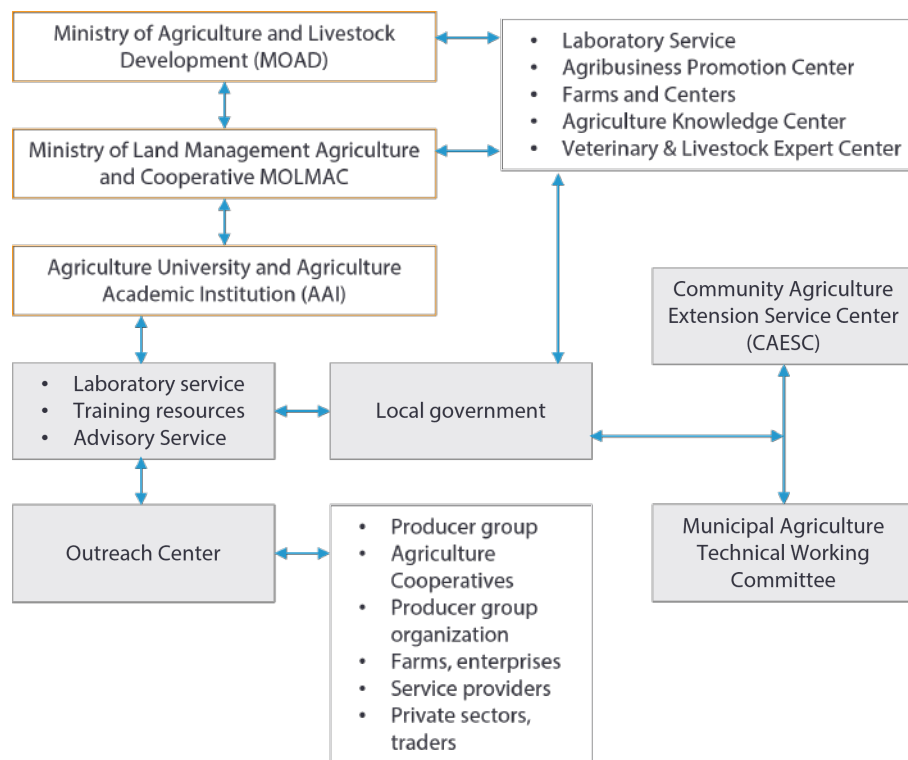 Ministry of Agriculture and Livestock
Development (MOAD)
• Laboratory Service
• Agribusiness Promotion Center
• Farms and Centers
• Agriculture Knowledge Center
• Veterinary & Livestock Expert Center
Ministry of Land Management Agriculture
and Cooperative MOLMAC
Agriculture University and Agriculture
Academic Institution (AAI)
Community Agriculture
Extension Service Center
(CAESC)
• Laboratory service
• Training resources
• Advisory Service
Local government
Outreach Center
• Producer group
• Agriculture
Cooperatives
• Producer group
organization
• Farms, enterprises
• Service providers
• Private sectors,
traders
Municipal Agriculture
Technical Working
Committee